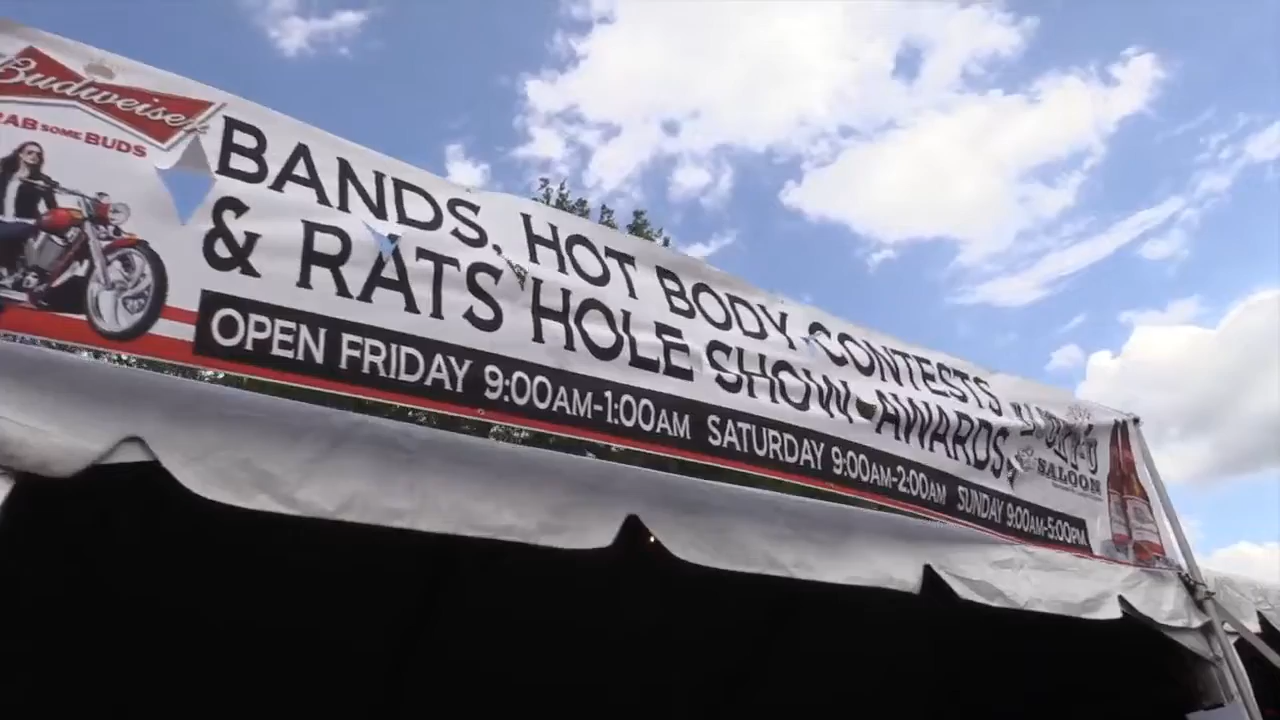 Budweiser
GRAB SOME BUDS
BANDS, HOT BODY CONTESTS
& RATS HOLE SHOW AWARDS
OPEN FRIDAY 9:00AM-1:00AM SATURDAY 9:00AM-2:00AM SUNDAY 9:00AM-5:00PM
SALOON